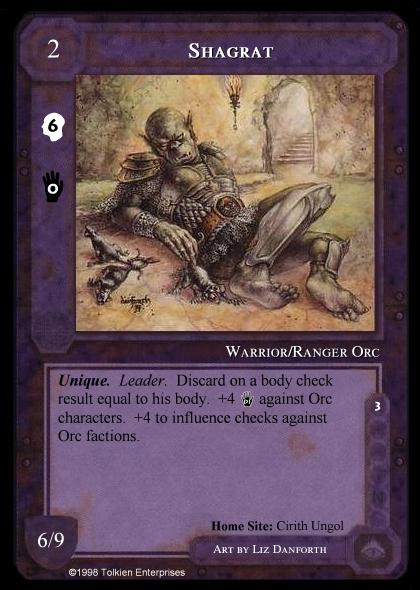 2
SHAGRAT
6
0
WARRIOR/RANGER ORC
Unique. Leader. Discard on a body check
result equal to his body. +4 against Orc
characters. +4 to influence checks against
Orc factions.
3
Home Site: Cirith Ungol
6/9
ART BY LIZ DANFORTH
©1998 Tolkien Enterprises